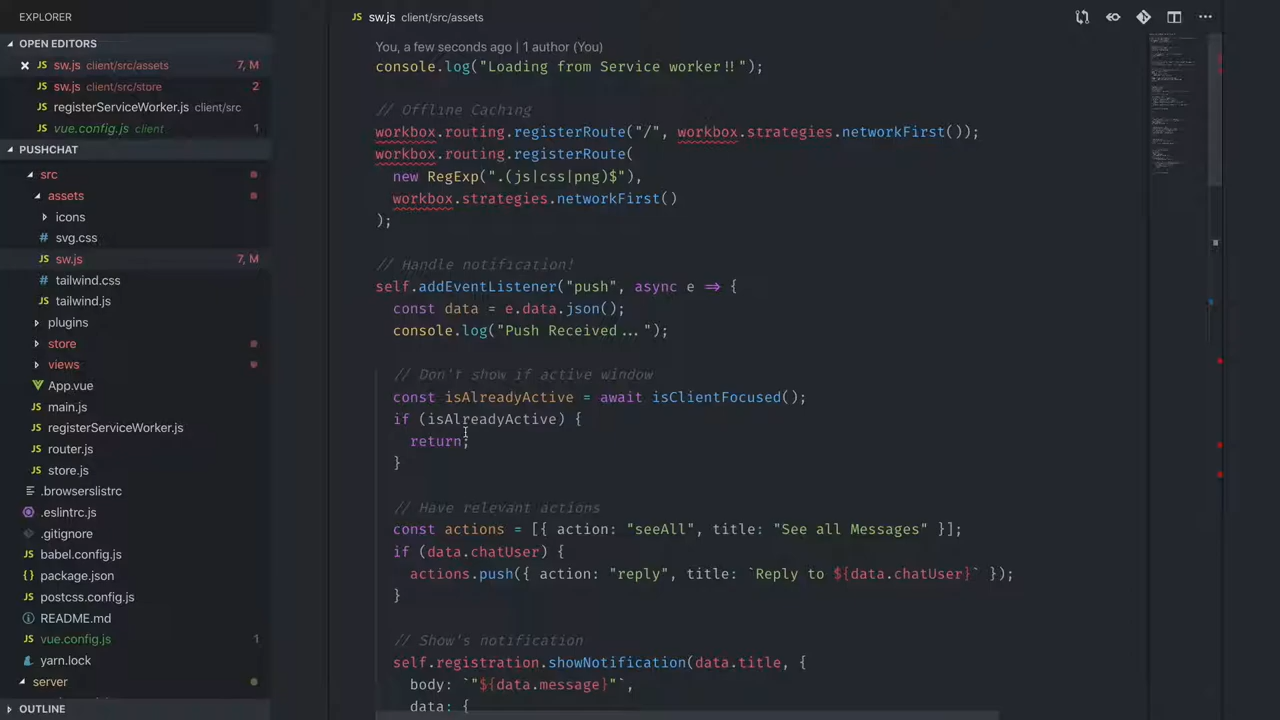 EXPLORER
OPEN EDITORS
sw.js client/src/assets 7, M
sw.js client/src/store 2
registerServiceWorker.js client/src
vue.config.js client 1
PUSHCHAT
src
assets
icons
svg.css
sw.js 7, M
tailwind.css
tailwind.js
plugins
store
views
App.vue
main.js
registerServiceWorker.js
router.js
store.js
.browserslistrc
.eslintrc.js
.gitignore
babel.config.js
package.json
postcss.config.js
README.md
vue.config.js 1
yarn.lock
server
OUTLINE
sw.js client/src/assets
You, a few seconds ago | 1 author (You)
console.log("Loading from Service worker!!");
// Offline Caching
workbox.routing.registerRoute("/", workbox.strategies.networkFirst());
workbox.routing.registerRoute(
new RegExp(".(js|css|png)$"),
workbox.strategies.networkFirst()
);
// Handle notification!
self.addEventListener("push", async e => {
const data = e.data.json();
console.log("Push Received...");
// Don't show if active window
const isAlreadyActive = await isClientFocused();
if (isAlreadyActive) {
return;
}
// Have relevant actions
const actions = [{ action: "seeAll", title: "See all Messages" }];
if (data.chatUser) {
actions.push({ action: "reply", title: `Reply to ${data.chatUser}` });
}
// Show's notification
self.registration.showNotification(data.title, {
body: `"${data.message}"`,
data: {